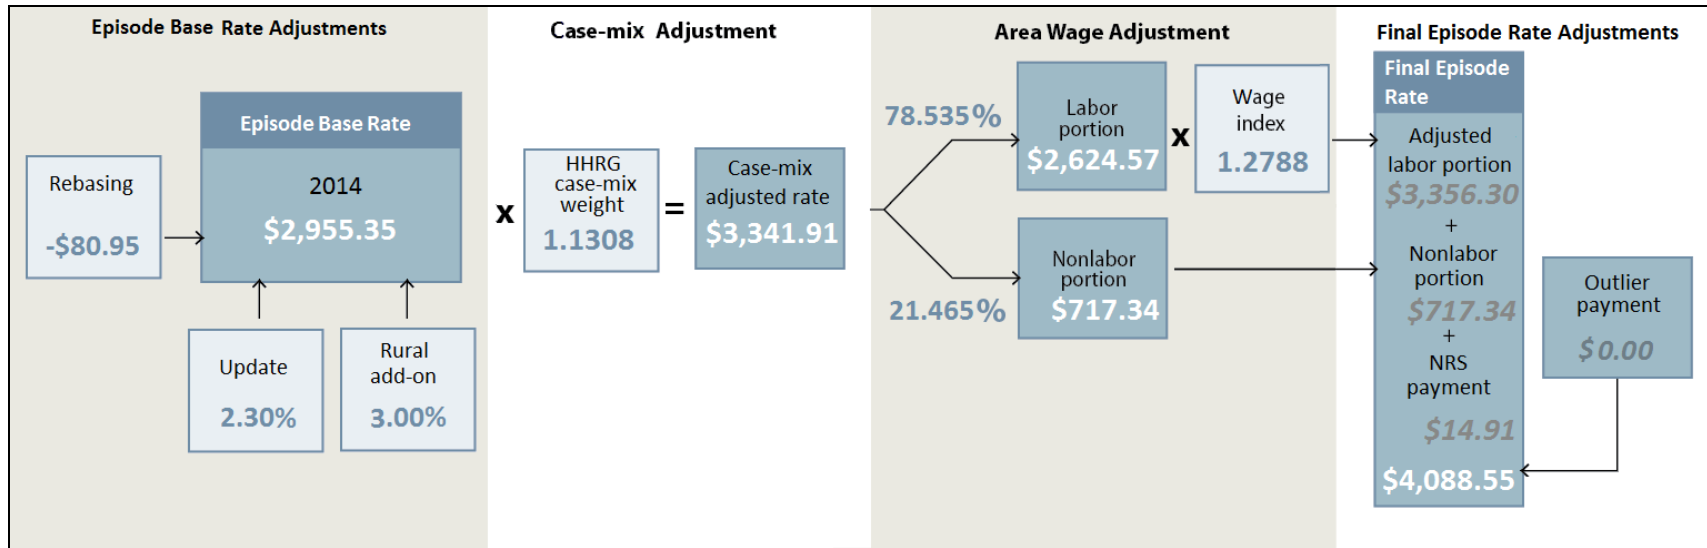 Episode Base Rate Adjustments
Rebasing
-$80.95
Episode Base Rate
2014
$2,955.35
Update
2.30%
Rural
add-on
3.00%
Case-mix Adjustment
x
HHRG
case-mix
weight
1.1308
=
Case-mix
adjusted rate
$3,341.91
Area Wage Adjustment
78.535%
Labor
portion
$2,624.57
x
Wage
index
1.2788
21.465%
Nonlabor
portion
$717.34
Final Episode Rate Adjustments
Final Episode
Rate
Adjusted
labor portion
$3,356.30
+
Nonlabor
portion
$717.34
+
NRS
payment
$14.91
$4,088.55
Outlier
payment
$0.00